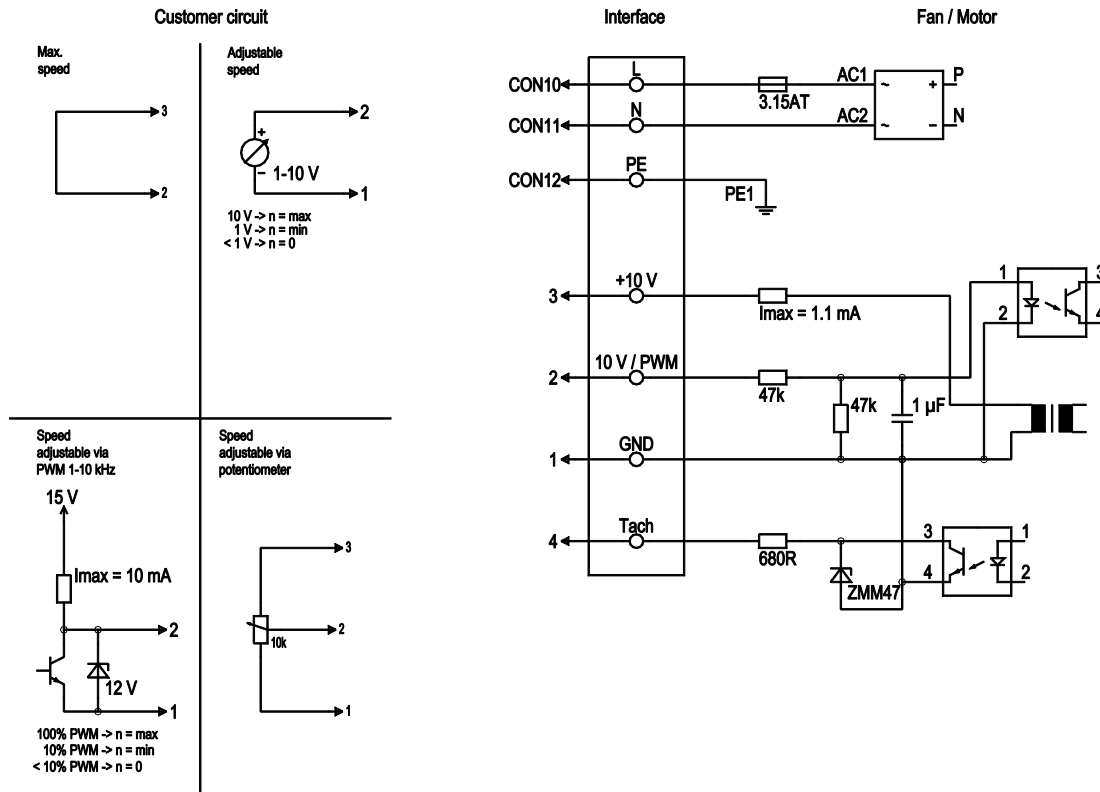 Customer circuit
Interface
Fan / Motor
Max.
speed
3
2
Adjustable
speed
2
+
−
1-10 V
1
10 V -> n = max
1 V -> n = min
< 1 V -> n = 0
Speed
adjustable via
PWM 1-10 kHz
15 V
Imax = 10 mA
2
12 V
1
100% PWM -> n = max
10% PWM -> n = min
< 10% PWM -> n = 0
Speed
adjustable via
potentiometer
3
2
10k
1
L
CON10
3.15AT
AC1
~
+
P
N
CON11
AC2
~
−
N
PE
CON12
PE1
+10 V
3
Imax = 1.1 mA
1
2
3
4
10 V / PWM
2
47k
47k
1 µF
GND
1
Tach
4
680R
ZMM47
3
4
1
2